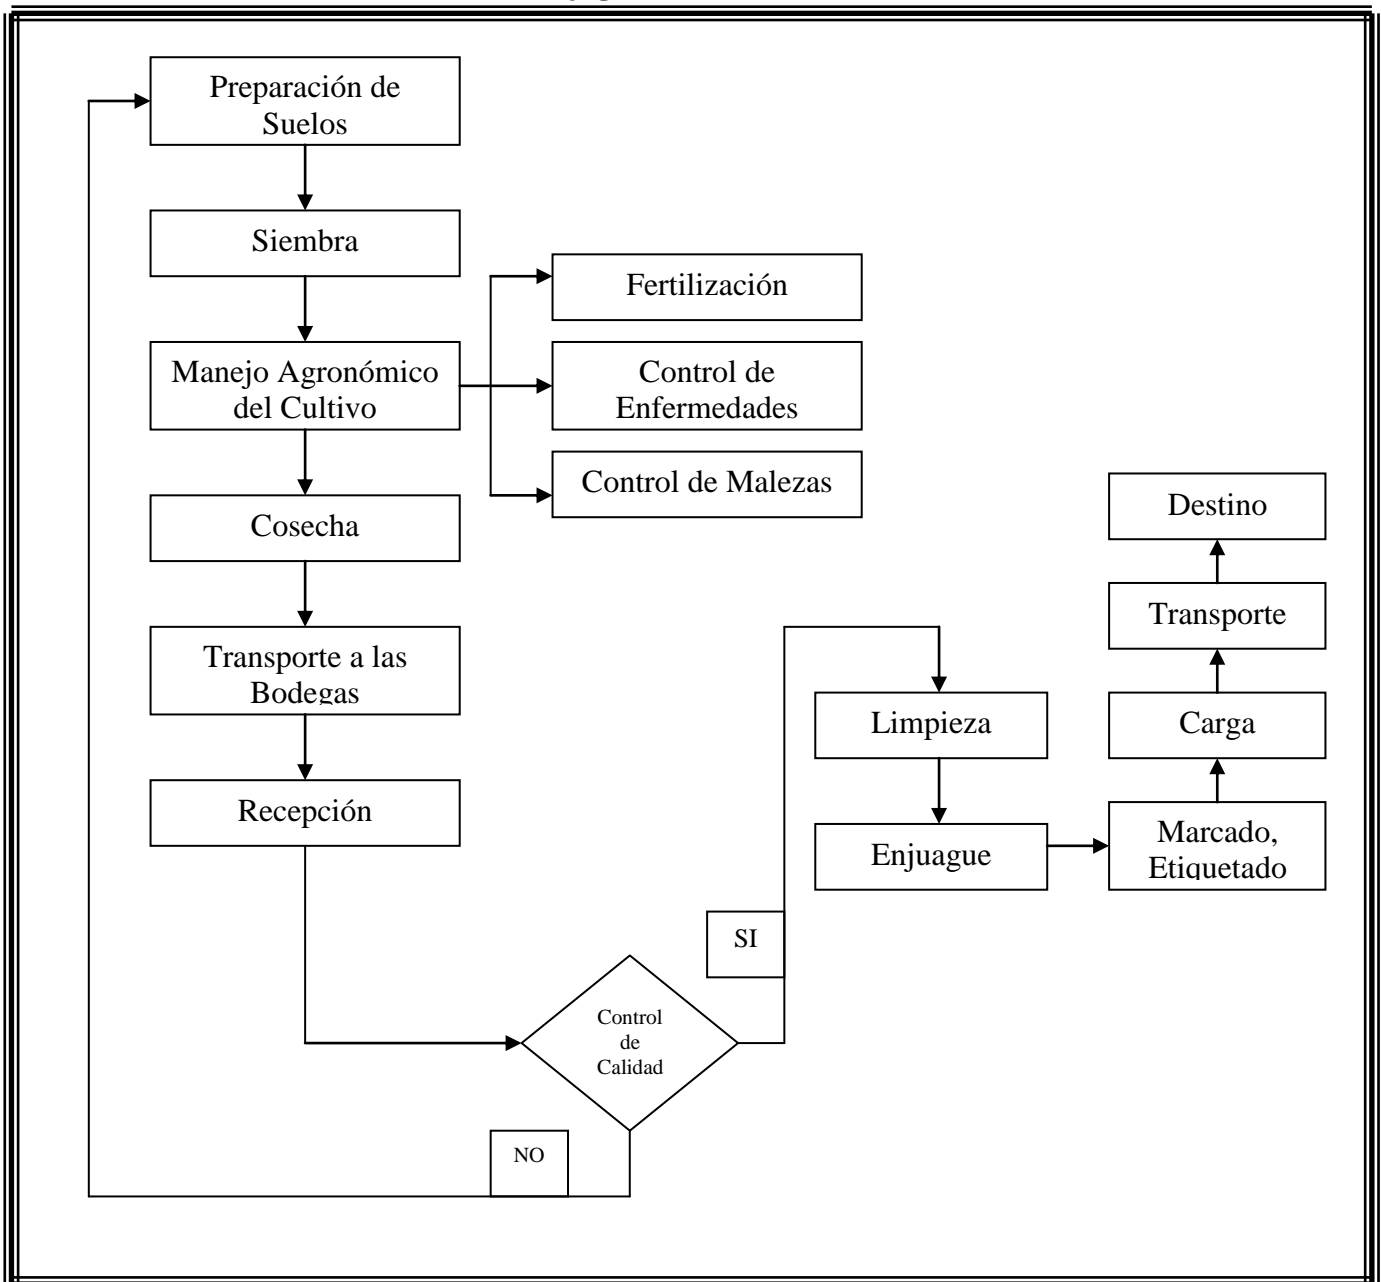 Preparación de
Suelos
Siembra
Fertilización
Manejo Agronómico
del Cultivo
Control de
Enfermedades
Control de Malezas
Cosecha
Transporte a las
Bodegas
Recepción
Control
de
Calidad
SI
NO
Limpieza
Enjuague
Marcado,
Etiquetado
Carga
Transporte
Destino